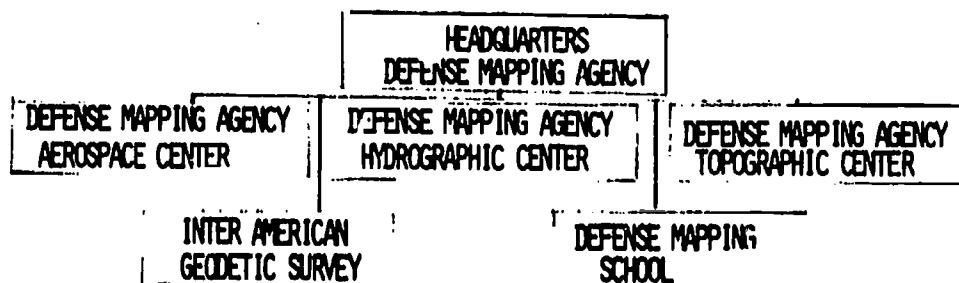 HEADQUARTERS
DEFENSE MAPPING AGENCY
DEFENSE MAPPING AGENCY
AEROSPACE CENTER
DEFENSE MAPPING AGENCY
HYDROGRAPHIC CENTER
DEFENSE MAPPING AGENCY
TOPOGRAPHIC CENTER
INTER AMERICAN
GEODETIC SURVEY
DEFENSE MAPPING
SCHOOL